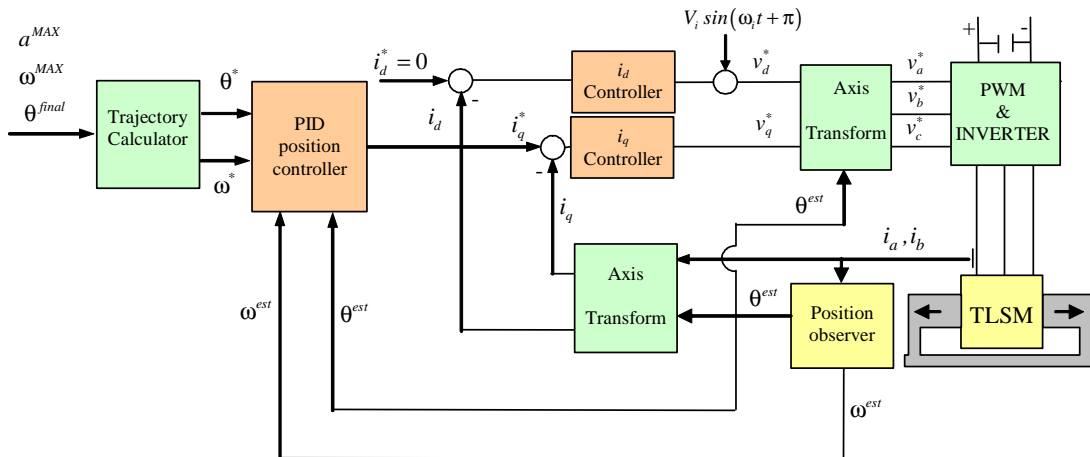 a^MAX
ω^MAX
θ^final
Trajectory
Calculator
θ*
ω*
PID
position
controller
i_d* = 0
-
i_d
i_q*
-
i_q
i_d
Controller
i_q
Controller
V_i sin(ω_i t + π)
v_d*
v_q*
Axis
Transform
v_a*
v_b*
v_c*
+
-
PWM
&
INVERTER
θ^est
i_a, i_b
Axis
Transform
θ^est
Position
observer
TLSM
ω^est
θ^est
ω^est